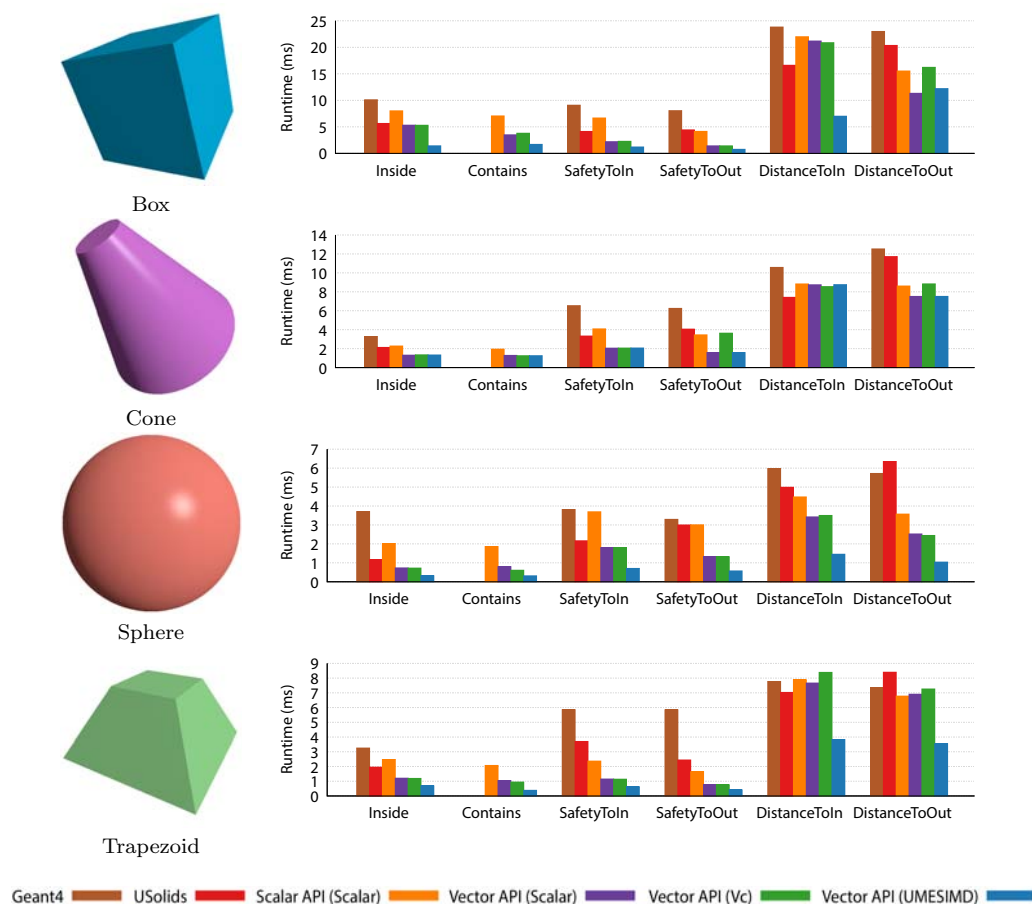 25
20
15
10
5
0
Runtime (ms)
Inside Contains SafetyToIn SafetyToOut DistanceToIn DistanceToOut
Box
14
12
10
8
6
4
2
0
Runtime (ms)
Inside Contains SafetyToIn SafetyToOut DistanceToIn DistanceToOut
Cone
7
6
5
4
3
2
1
0
Runtime (ms)
Inside Contains SafetyToIn SafetyToOut DistanceToIn DistanceToOut
Sphere
9
8
7
6
5
4
3
2
1
0
Runtime (ms)
Inside Contains SafetyToIn SafetyToOut DistanceToIn DistanceToOut
Trapezoid
Geant4 USolids Scalar API (Scalar) Vector API (Scalar) Vector API (Vc) Vector API (UMESIMD)